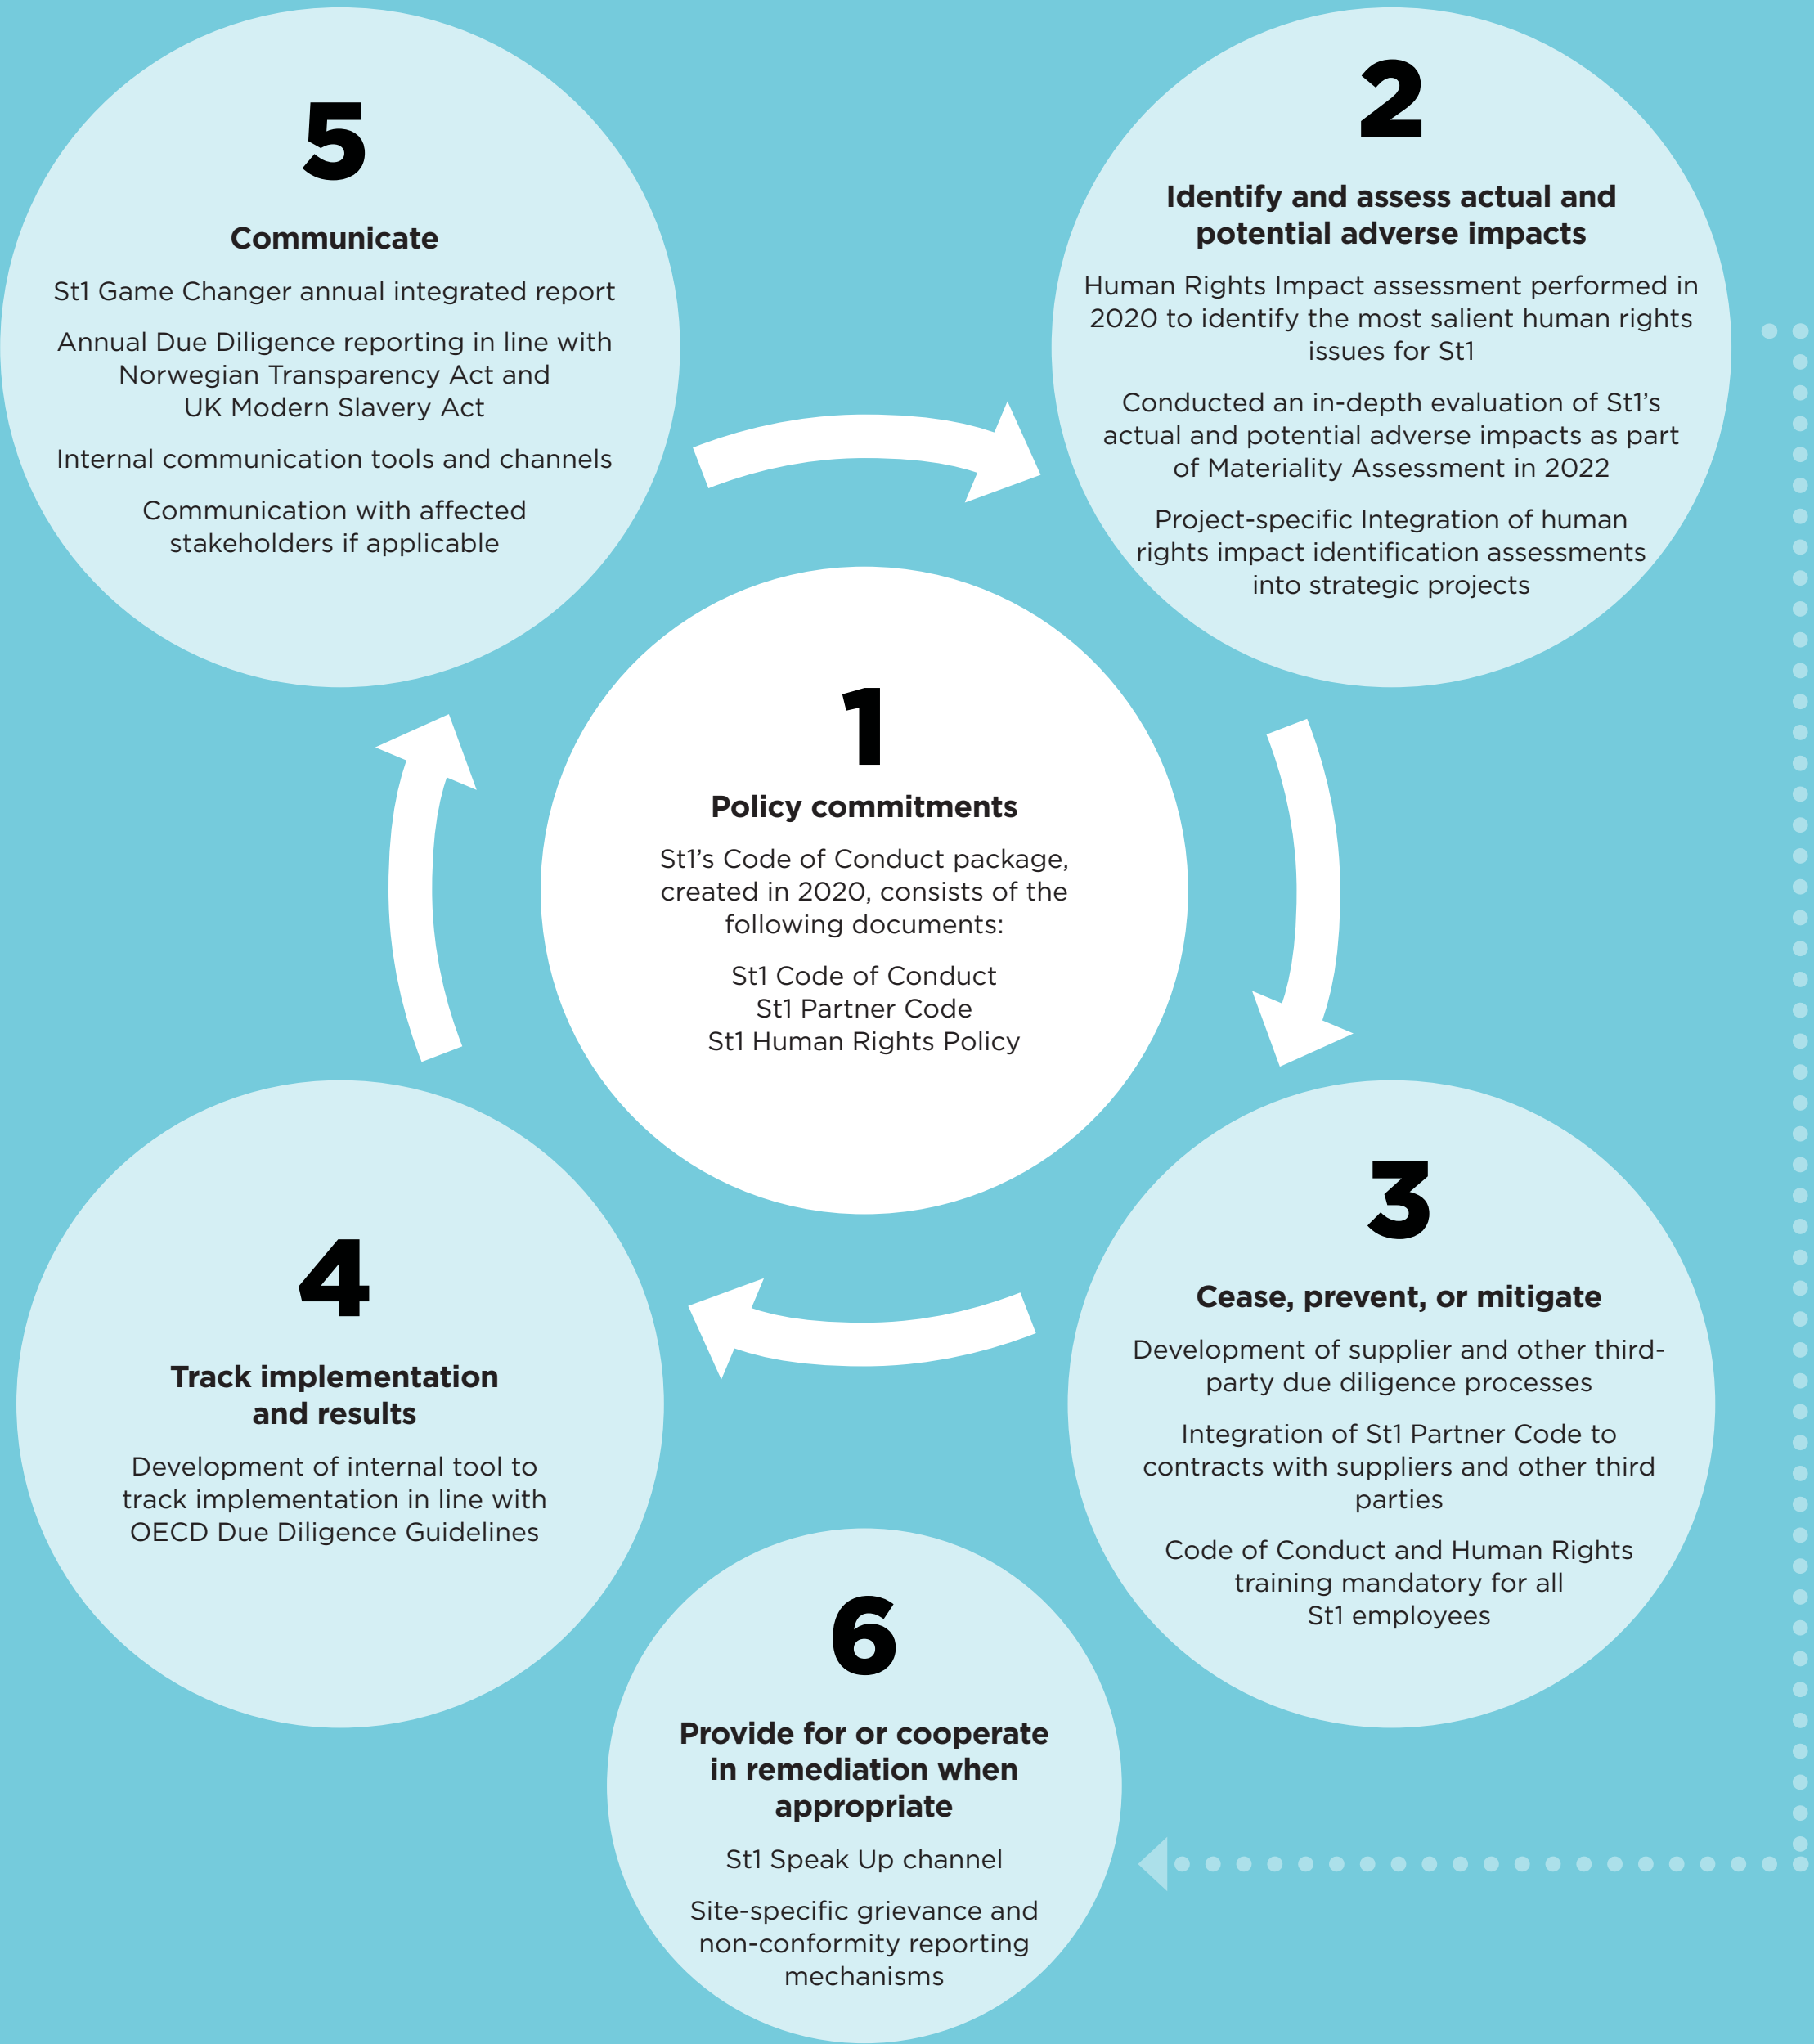 5
Communicate
St1 Game Changer annual integrated report
Annual Due Diligence reporting in line with
Norwegian Transparency Act and
UK Modern Slavery Act
Internal communication tools and channels
Communication with affected
stakeholders if applicable
2
Identify and assess actual and
potential adverse impacts
Human Rights Impact assessment performed in
2020 to identify the most salient human rights
issues for St1
Conducted an in-depth evaluation of St1’s
actual and potential adverse impacts as part
of Materiality Assessment in 2022
Project-specific Integration of human
rights impact identification assessments
into strategic projects
1
Policy commitments
St1’s Code of Conduct package,
created in 2020, consists of the
following documents:
St1 Code of Conduct
St1 Partner Code
St1 Human Rights Policy
3
Cease, prevent, or mitigate
Development of supplier and other third-
party due diligence processes
Integration of St1 Partner Code to
contracts with suppliers and other third
parties
Code of Conduct and Human Rights
training mandatory for all
St1 employees
4
Track implementation
and results
Development of internal tool to
track implementation in line with
OECD Due Diligence Guidelines
6
Provide for or cooperate
in remediation when
appropriate
St1 Speak Up channel
Site-specific grievance and
non-conformity reporting
mechanisms